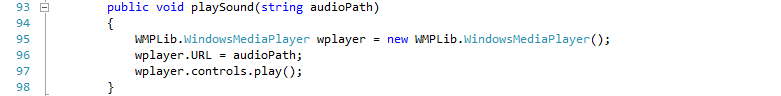 93 public void playSound(string audioPath)
94 {
95 WMPLib.WindowsMediaPlayer wplayer = new WMPLib.WindowsMediaPlayer();
96 wplayer.URL = audioPath;
97 wplayer.controls.play();
98 }